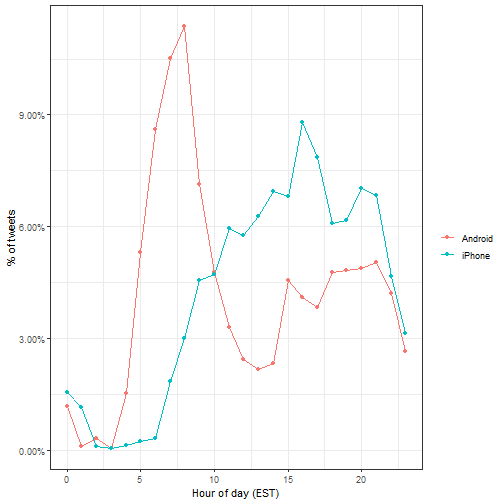 % of tweets
9.00%
6.00%
3.00%
0.00%
0 5 10 15 20
Hour of day (EST)
Android
iPhone